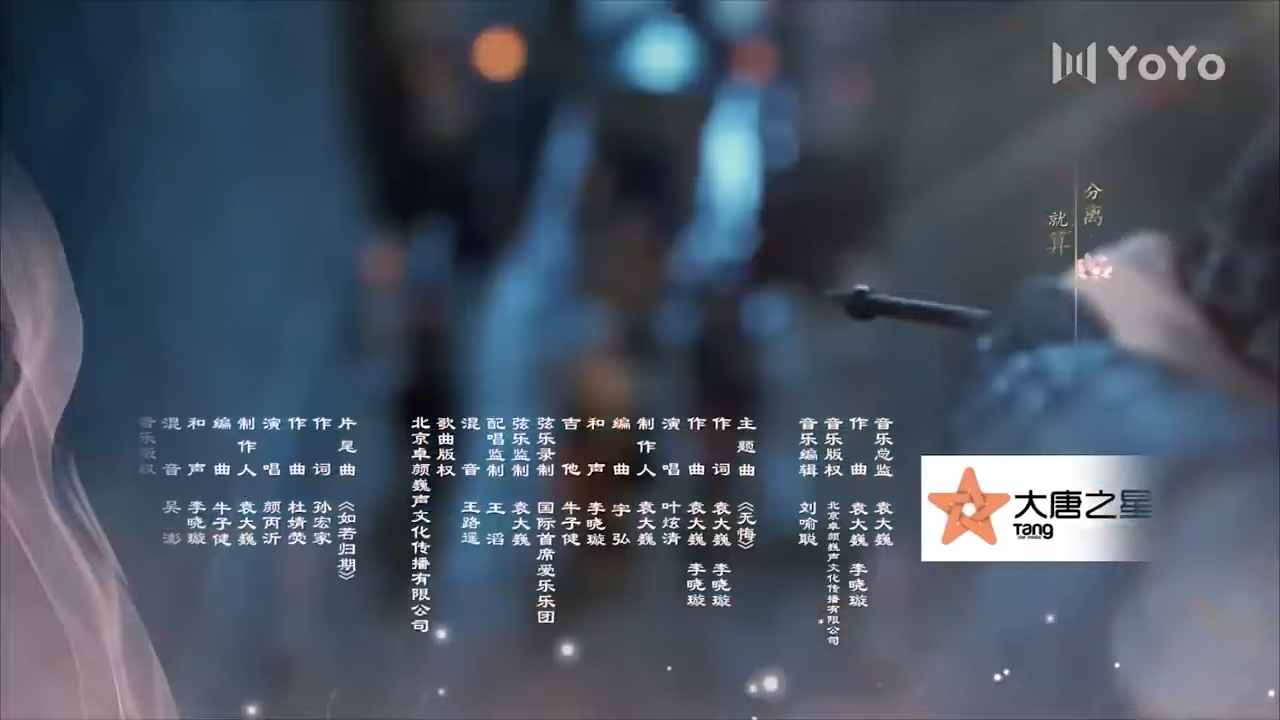 YoYo
分离
就算
大唐之星
Tang
音乐总监 袁大巍
作曲 袁大巍 李晓璇
音乐版权 北京卓颜巍声文化传播有限公司
音乐编辑 刘喻聪
主题曲 《无悔》
作词 袁大巍 李晓璇
作曲 袁大巍 李晓璇
演唱 叶炫清
制作人 袁大巍
编曲 宇弘
和声 李晓璇
吉他 牛子健
弦乐录制 国际首席爱乐乐团
弦乐监制 袁大巍
配唱监制 王滔
混音 王路遥
歌曲版权
北京卓颜巍声文化传播有限公司
片尾曲 《如若归期》
作词 孙宏家
作曲 杜婧荧
演唱 颜丙沂
制作人 袁大巍
编曲 牛子健
和声 李晓璇
混音 吴澎
音乐版权